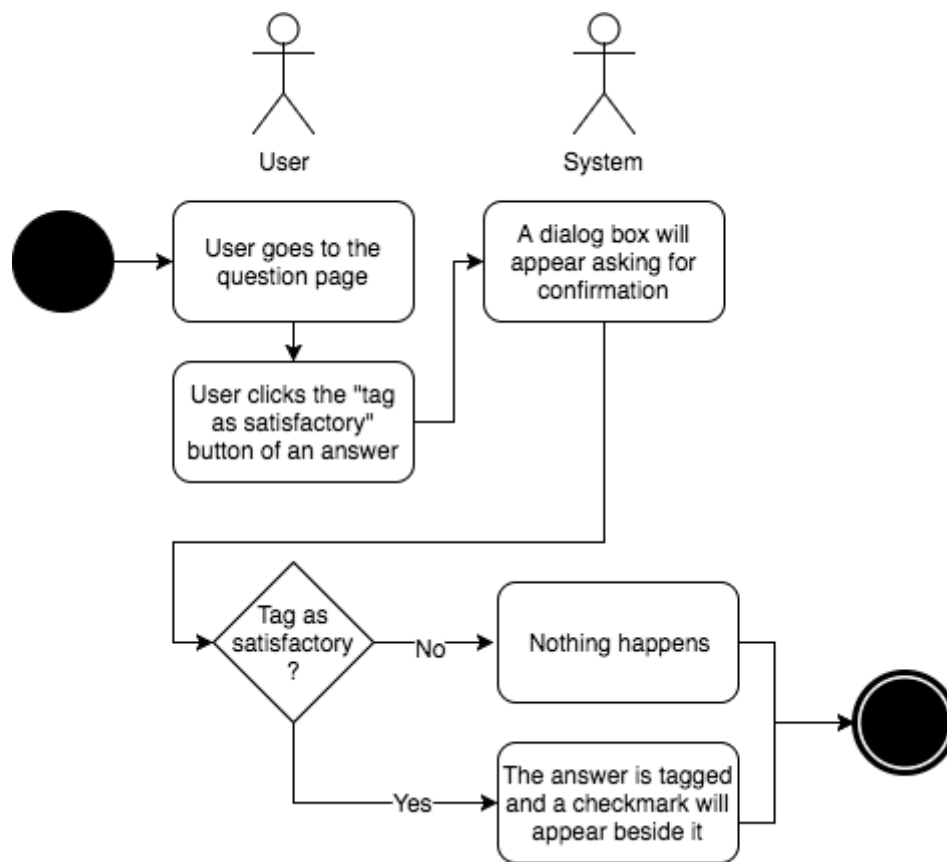 User
System
User goes to the
question page
A dialog box will
appear asking for
confirmation
User clicks the "tag
as satisfactory"
button of an answer
Tag as
satisfactory
?
No
Nothing happens
Yes
The answer is tagged
and a checkmark will
appear beside it